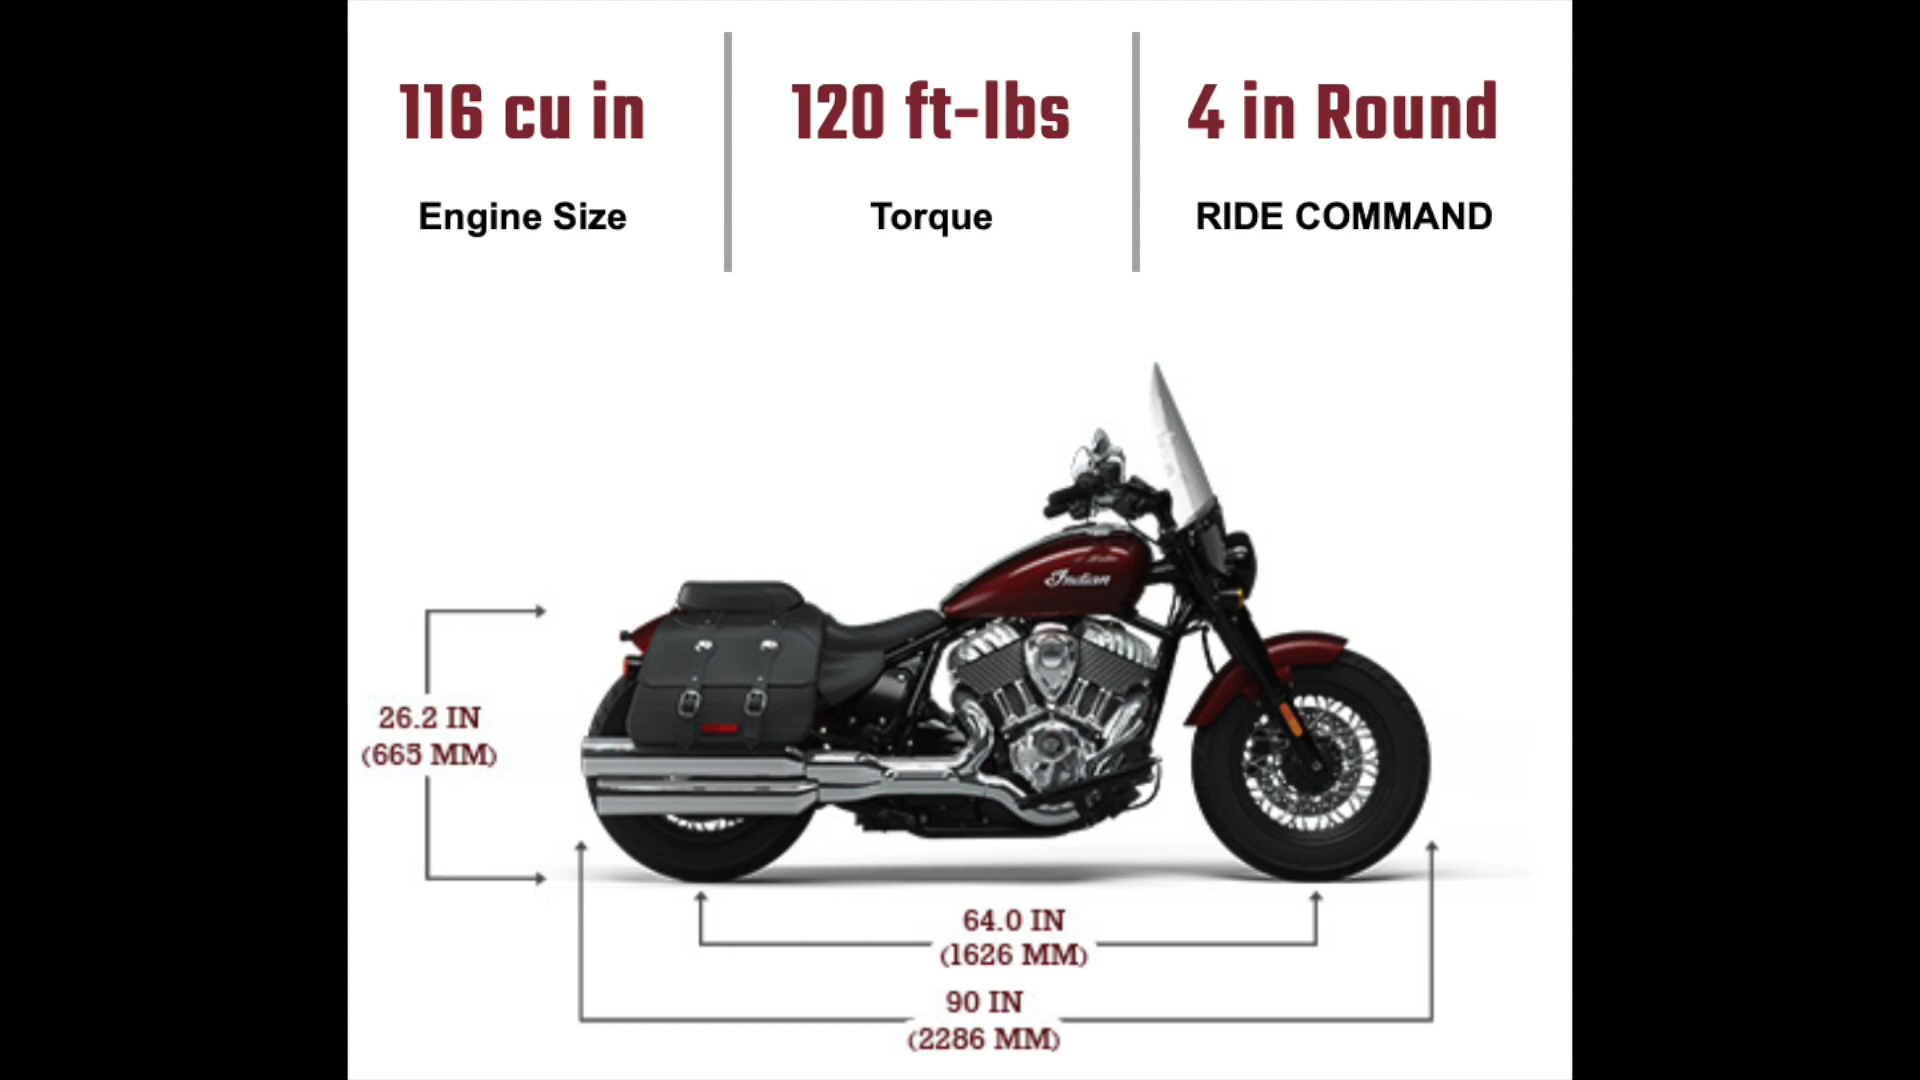 116 cu in
120 ft-lbs
4 in Round
Engine Size
Torque
RIDE COMMAND
Indian
26.2 IN
(665 MM)
64.0 IN
(1626 MM)
90 IN
(2286 MM)